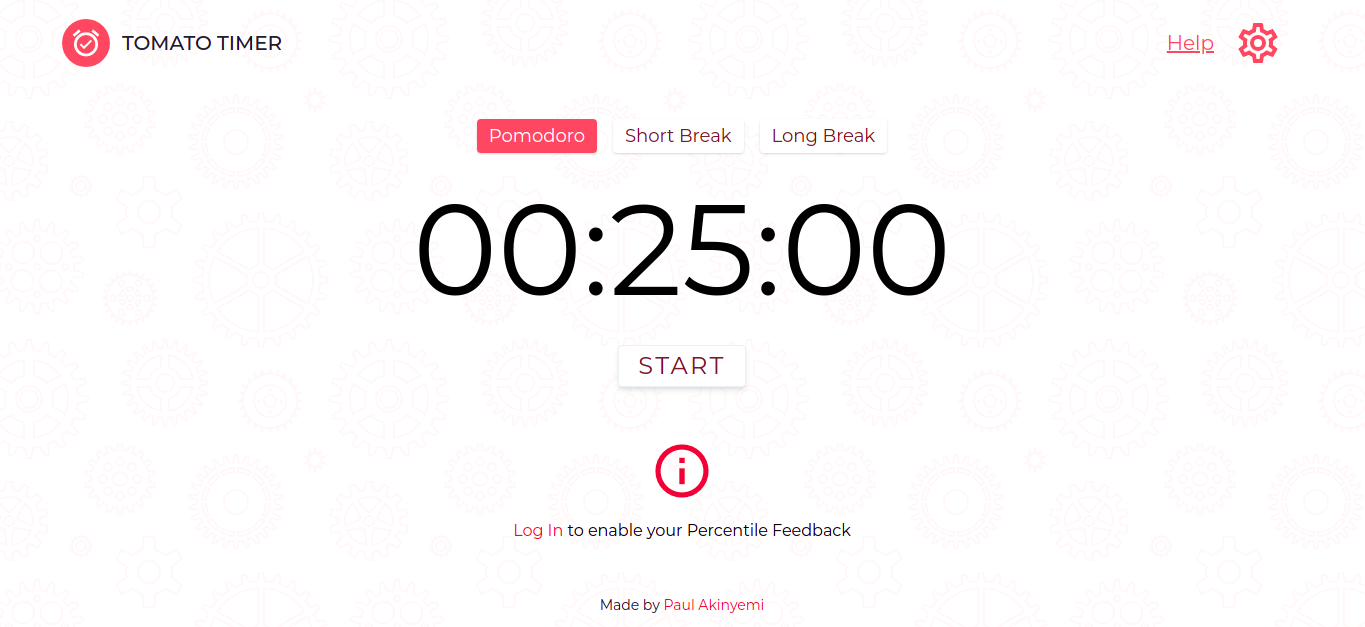 TOMATO TIMER
Help
Pomodoro Short Break Long Break
00:25:00
START
Log In to enable your Percentile Feedback
Made by Paul Akinyemi